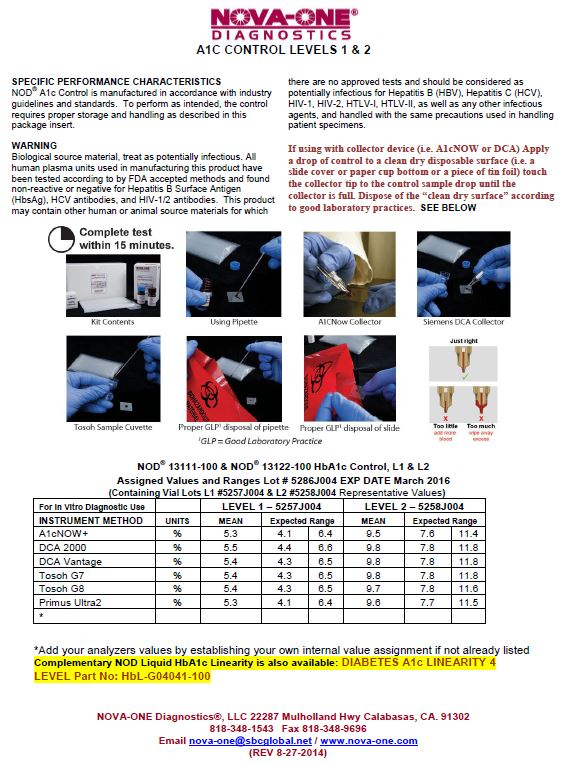 NOVA-ONE®
DIAGNOSTICS
A1C CONTROL LEVELS 1 & 2
SPECIFIC PERFORMANCE CHARACTERISTICS
NOD® A1c Control is manufactured in accordance with industry
guidelines and standards. To perform as intended, the control
requires proper storage and handling as described in this
package insert.
WARNING
Biological source material, treat as potentially infectious. All
human plasma units used in manufacturing this product have
been tested according to by FDA accepted methods and found
non-reactive or negative for Hepatitis B Surface Antigen
(HbsAg), HCV antibodies, and HIV-1/2 antibodies. This product
may contain other human or animal source materials for which
there are no approved tests and should be considered as
potentially infectious for Hepatitis B (HBV), Hepatitis C (HCV),
HIV-1, HIV-2, HTLV-I, HTLV-II, as well as any other infectious
agents, and handled with the same precautions used in handling
patient specimens.
If using with collector device (i.e. A1cNOW or DCA) Apply
a drop of control to a clean dry disposable surface (i.e. a
slide cover or paper cup bottom or a piece of tin foil) touch
the collector tip to the control sample drop until the
collector is full. Dispose of the “clean dry surface” according
to good laboratory practices. SEE BELOW
Complete test
within 15 minutes.
Kit Contents
Using Pipette
A1CNow Collector
Siemens DCA Collector
Tosoh Sample Cuvette
Proper GLP¹ disposal of pipette
Proper GLP¹ disposal of slide
Just right
Too little
add more
blood
Too much
wipe away
excess
¹GLP = Good Laboratory Practice
NOD® 13111-100 & NOD® 13122-100 HbA1c Control, L1 & L2
Assigned Values and Ranges Lot # 5286J004 EXP DATE March 2016
(Containing Vial Lots L1 #5257J004 & L2 #5258J004 Representative Values)
For In Vitro Diagnostic Use LEVEL 1 – 5257J004 LEVEL 2 – 5258J004
INSTRUMENT METHOD UNITS MEAN Expected Range MEAN Expected Range
A1cNOW+ % 5.3 4.1 6.4 9.5 7.6 11.4
DCA 2000 % 5.5 4.4 6.6 9.8 7.8 11.8
DCA Vantage % 5.4 4.3 6.5 9.8 7.8 11.8
Tosoh G7 % 5.4 4.3 6.5 9.8 7.8 11.8
Tosoh G8 % 5.4 4.3 6.5 9.7 7.8 11.6
Primus Ultra2 % 5.3 4.1 6.4 9.6 7.7 11.5
*
*Add your analyzers values by establishing your own internal value assignment if not already listed
Complementary NOD Liquid HbA1c Linearity is also available: DIABETES A1c LINEARITY 4
LEVEL Part No: HbL-G04041-100
NOVA-ONE Diagnostics®, LLC 22287 Mulholland Hwy Calabasas, CA. 91302
818-348-1543 Fax 818-348-9696
Email nova-one@sbcglobal.net / www.nova-one.com
(REV 8-27-2014)